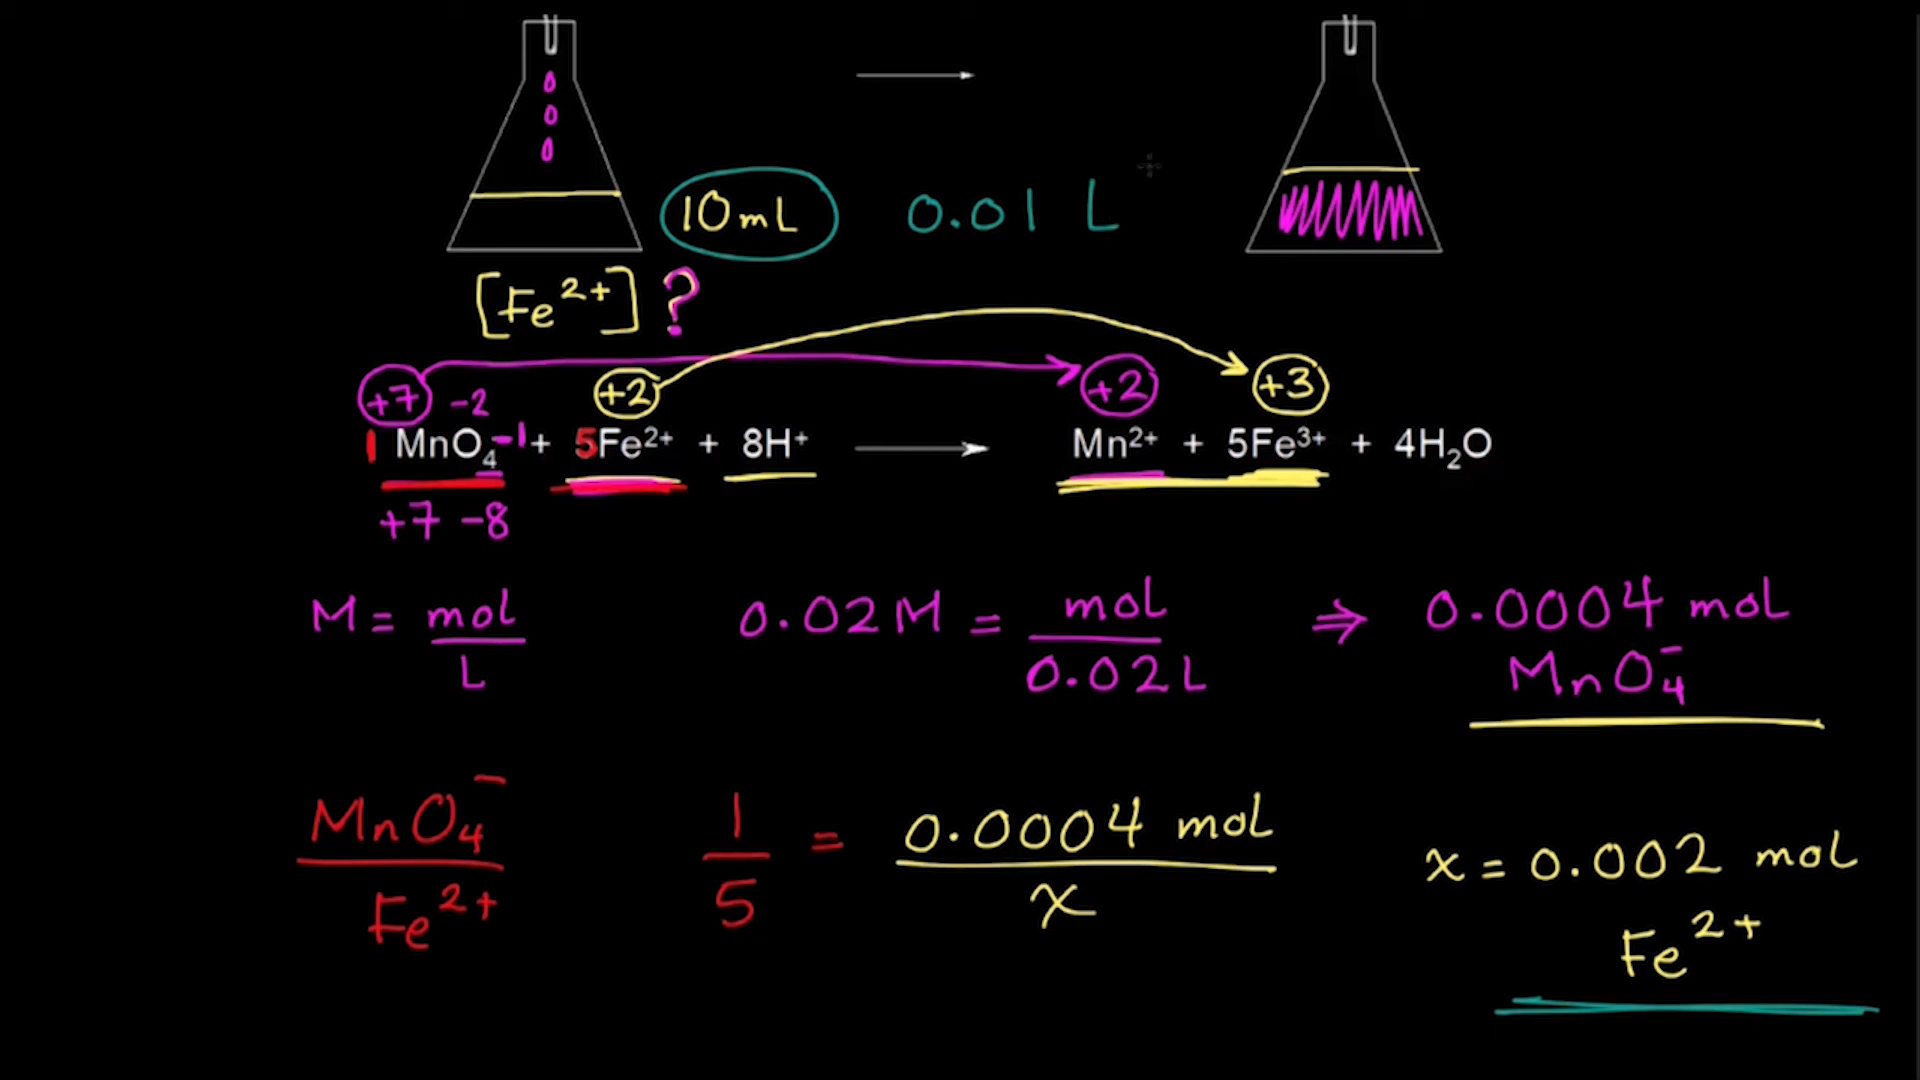 10mL 0.01 L
[Fe²⁺] ?
+7 -2 +2 +2 +3
1 MnO₄⁻¹ + 5Fe²⁺ + 8H⁺ → Mn²⁺ + 5Fe³⁺ + 4H₂O
+7 -8
M = mol/L 0.02M = mol/0.02L ⇒ 0.0004 mol
MnO₄⁻
MnO₄⁻/Fe²⁺ 1/5 = 0.0004 mol/x x = 0.002 mol
Fe²⁺